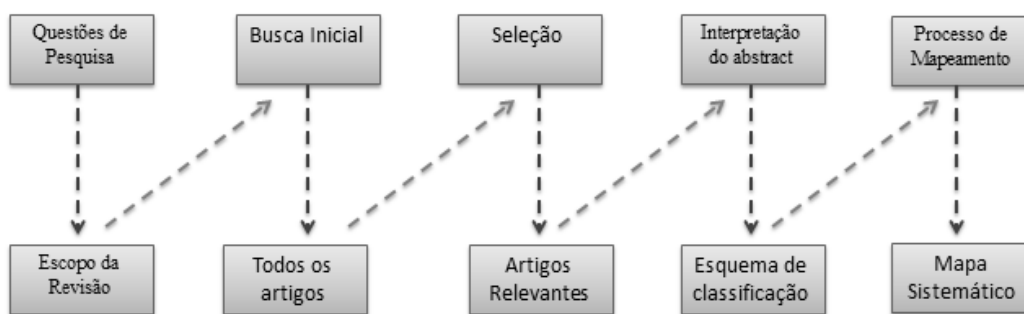 Questões de
Pesquisa
Busca Inicial
Seleção
Interpretação
do abstract
Processo de
Mapeamento
Escopo da
Revisão
Todos os
artigos
Artigos
Relevantes
Esquema de
classificação
Mapa
Sistemático